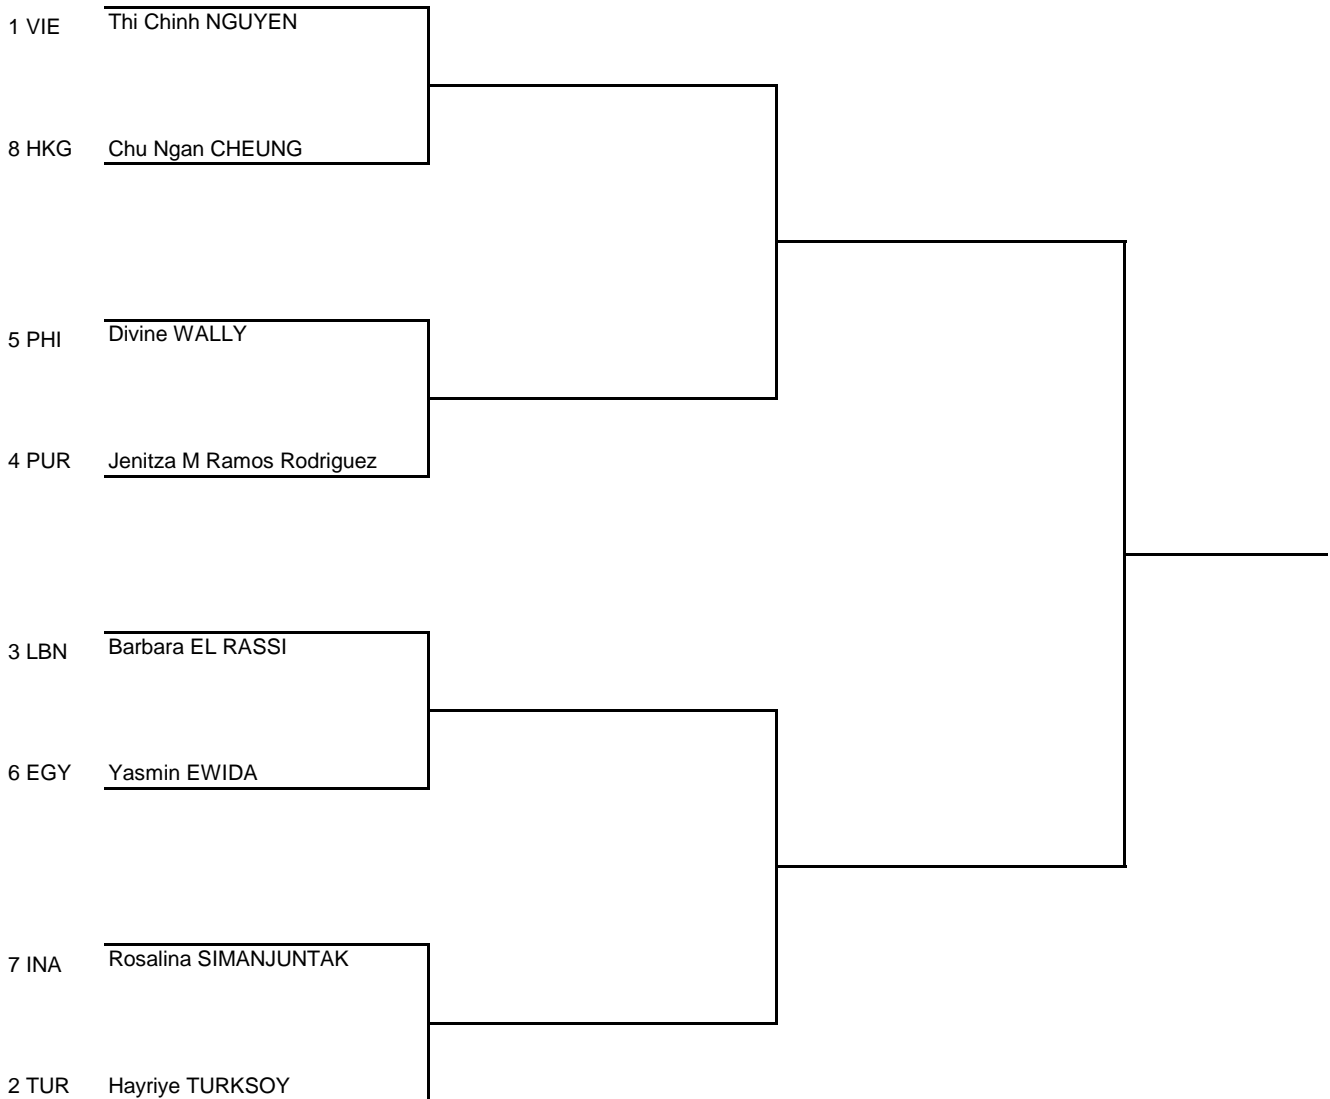 1 VIE Thi Chinh NGUYEN
8 HKG Chu Ngan CHEUNG
5 PHI Divine WALLY
4 PUR Jenitza M Ramos Rodriguez
3 LBN Barbara EL RASSI
6 EGY Yasmin EWIDA
7 INA Rosalina SIMANJUNTAK
2 TUR Hayriye TURKSOY